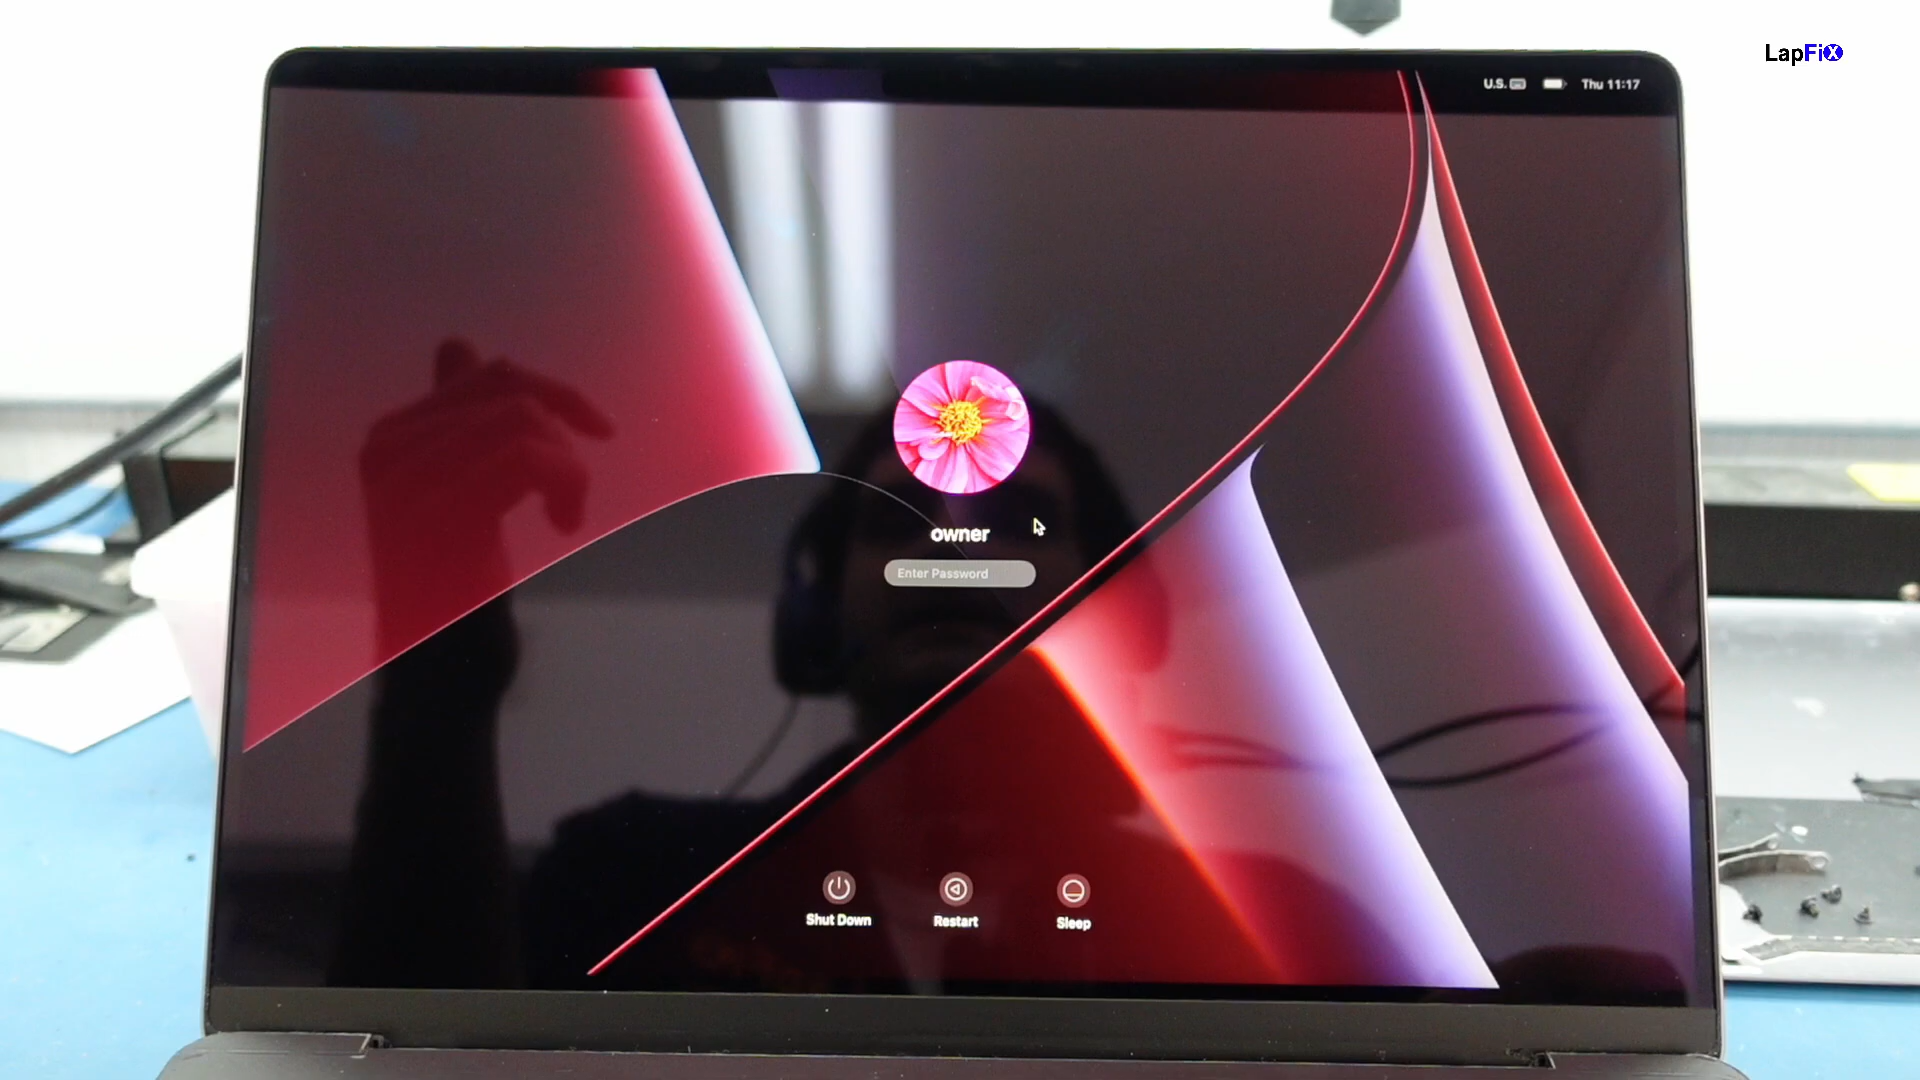 LapFiX
U.S. Thu 11:17
owner
Enter Password
Shut Down Restart Sleep